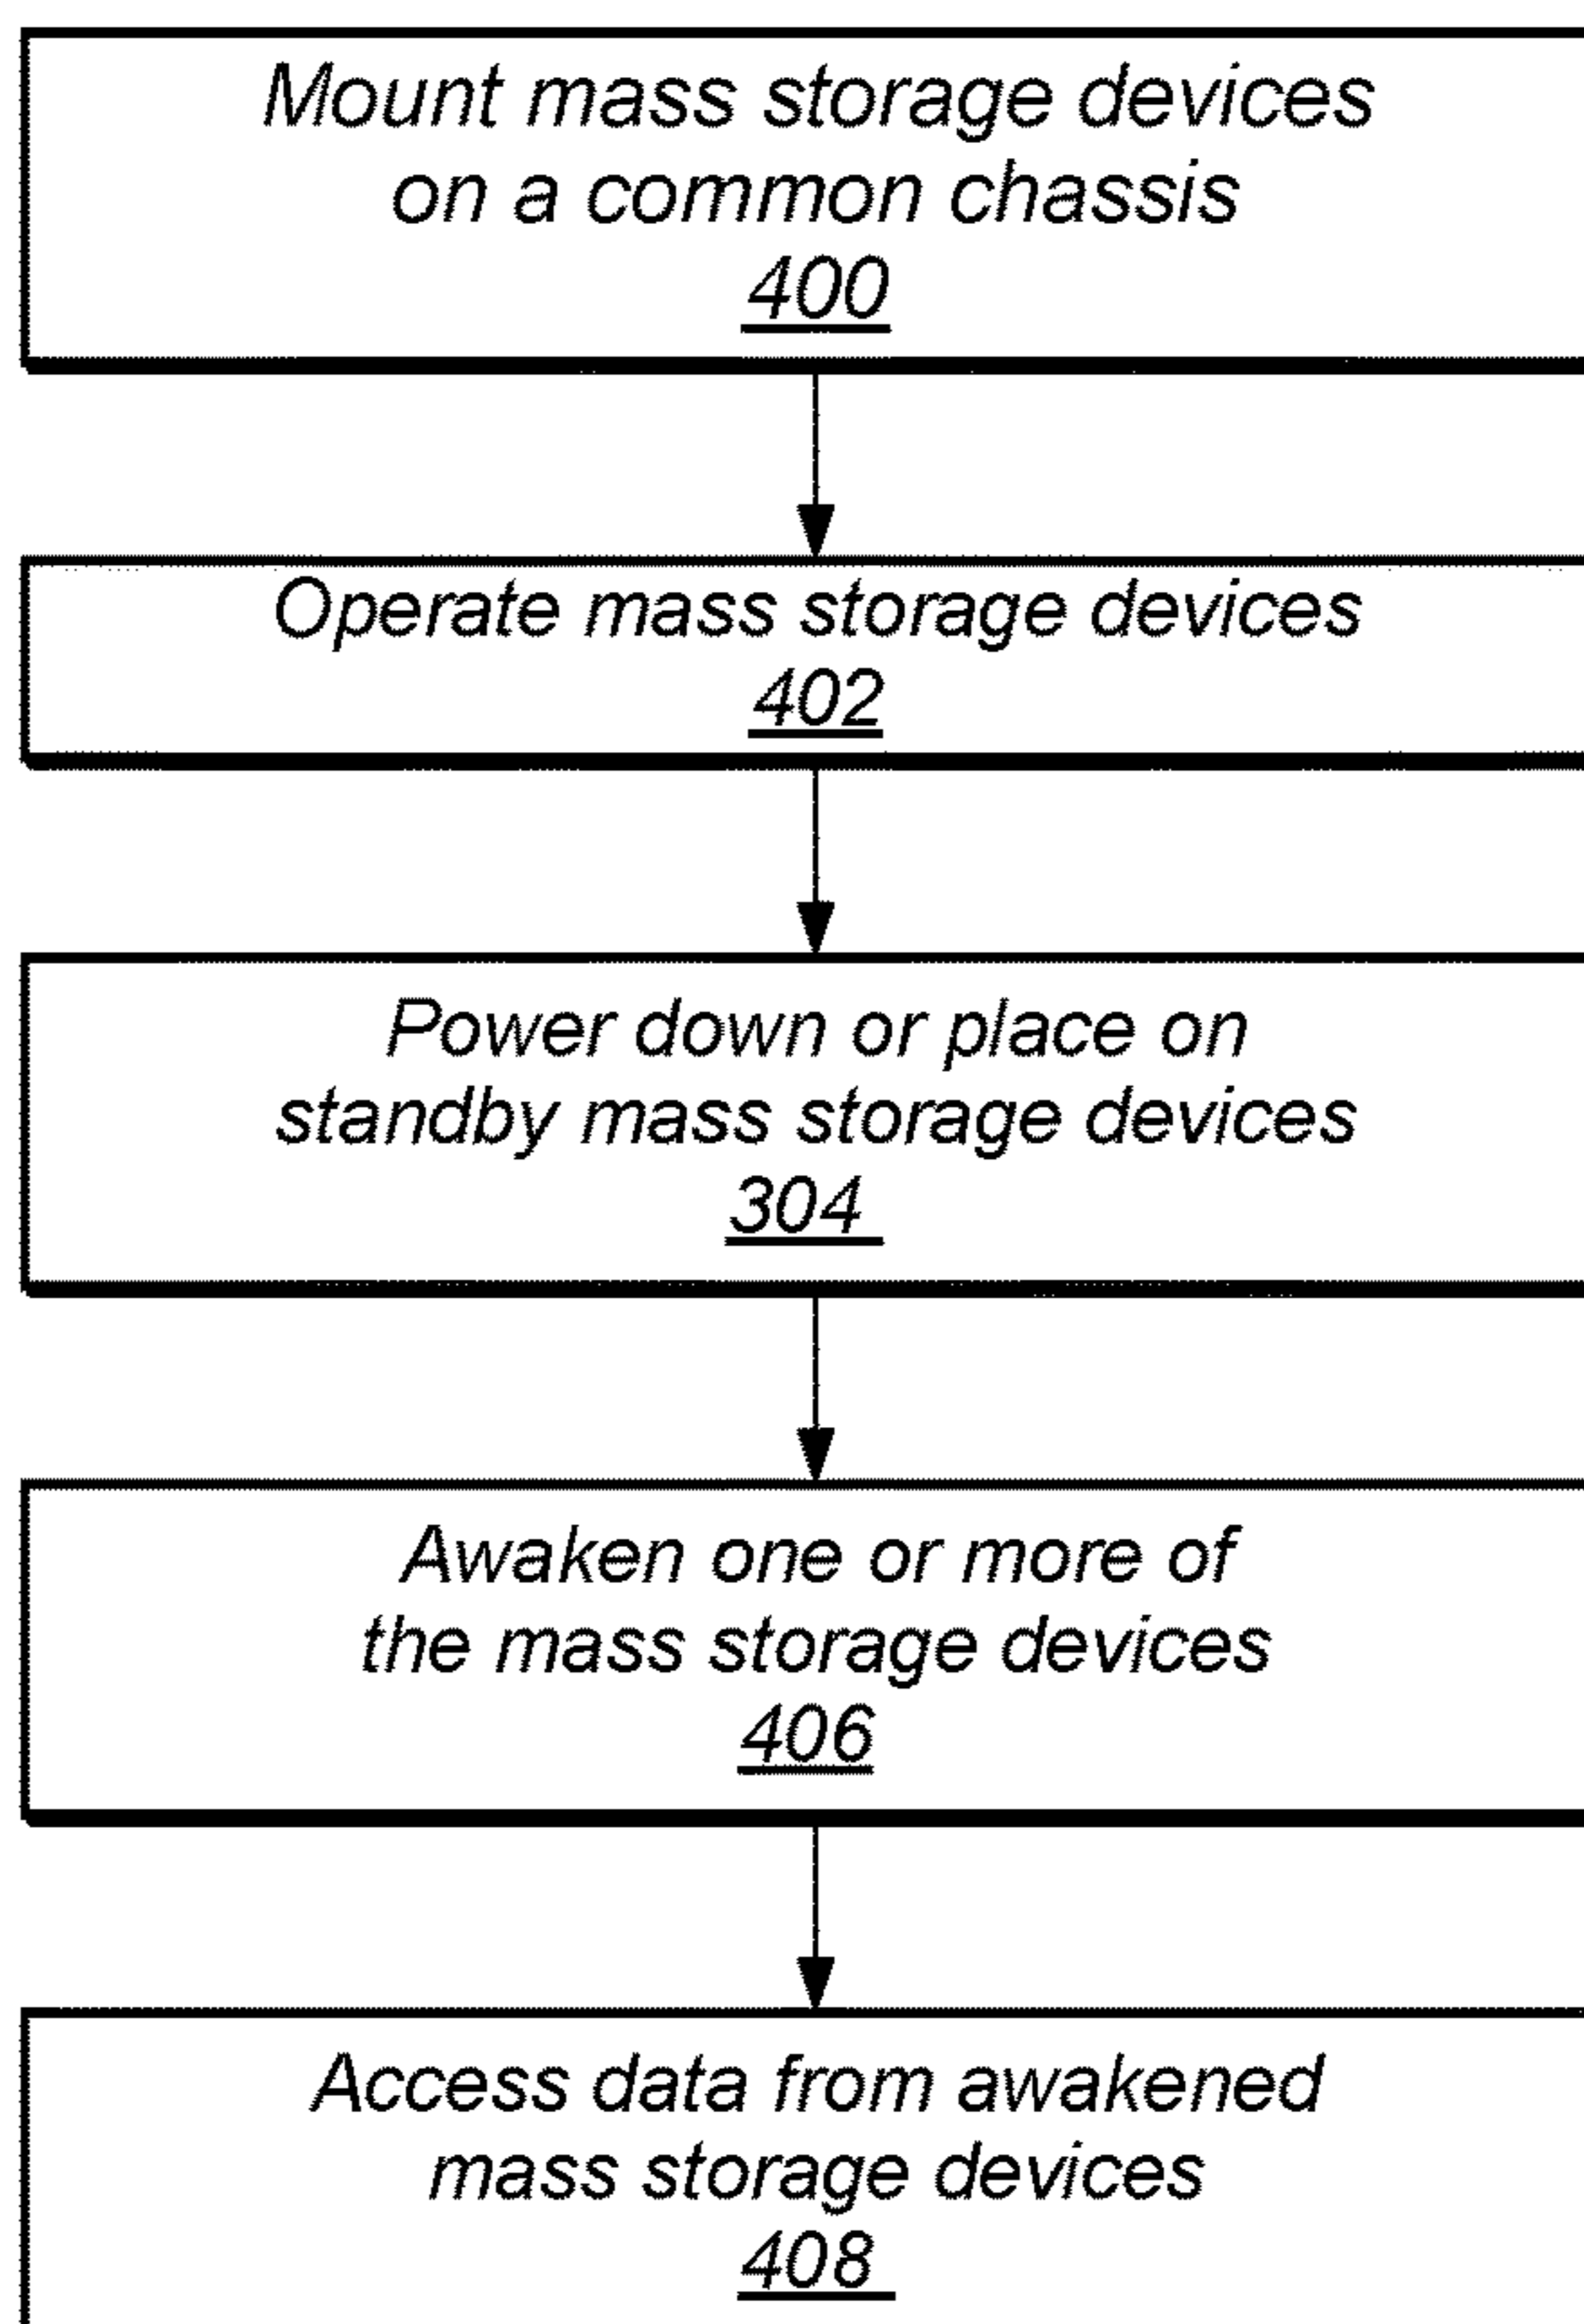 Mount mass storage devices
on a common chassis
400
Operate mass storage devices
402
Power down or place on
standby mass storage devices
304
Awaken one or more of
the mass storage devices
406
Access data from awakened
mass storage devices
408